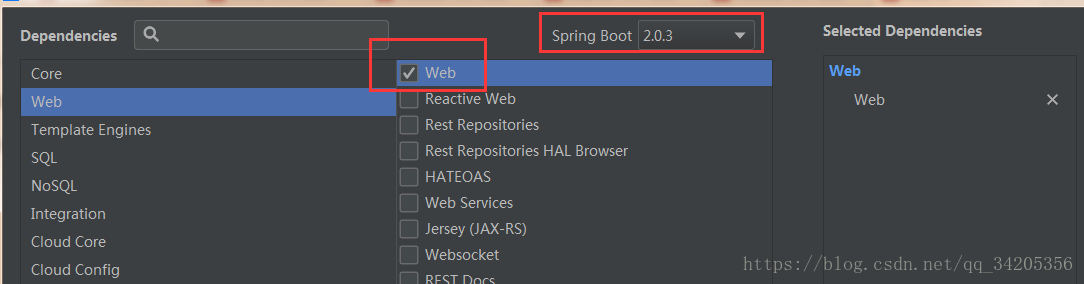 Dependencies
Spring Boot 2.0.3
Selected Dependencies
Core
Web
Template Engines
SQL
NoSQL
Integration
Cloud Core
Cloud Config
Web
Reactive Web
Rest Repositories
Rest Repositories HAL Browser
HATEOAS
Web Services
Jersey (JAX-RS)
Websocket
REST Docs
Web
Web
https://blog.csdn.net/qq_34205356